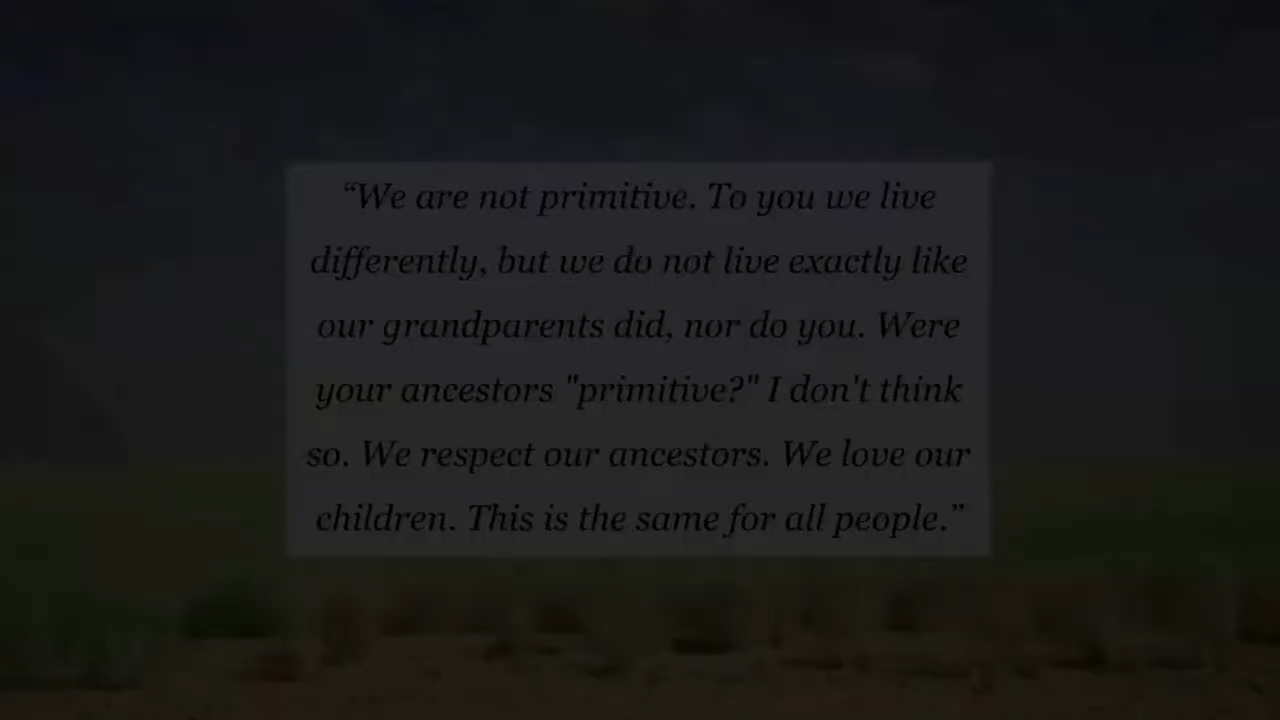 “We are not primitive. To you we live
differently, but we do not live exactly like
our grandparents did, nor do you. Were
your ancestors "primitive?" I don't think
so. We respect our ancestors. We love our
children. This is the same for all people.”